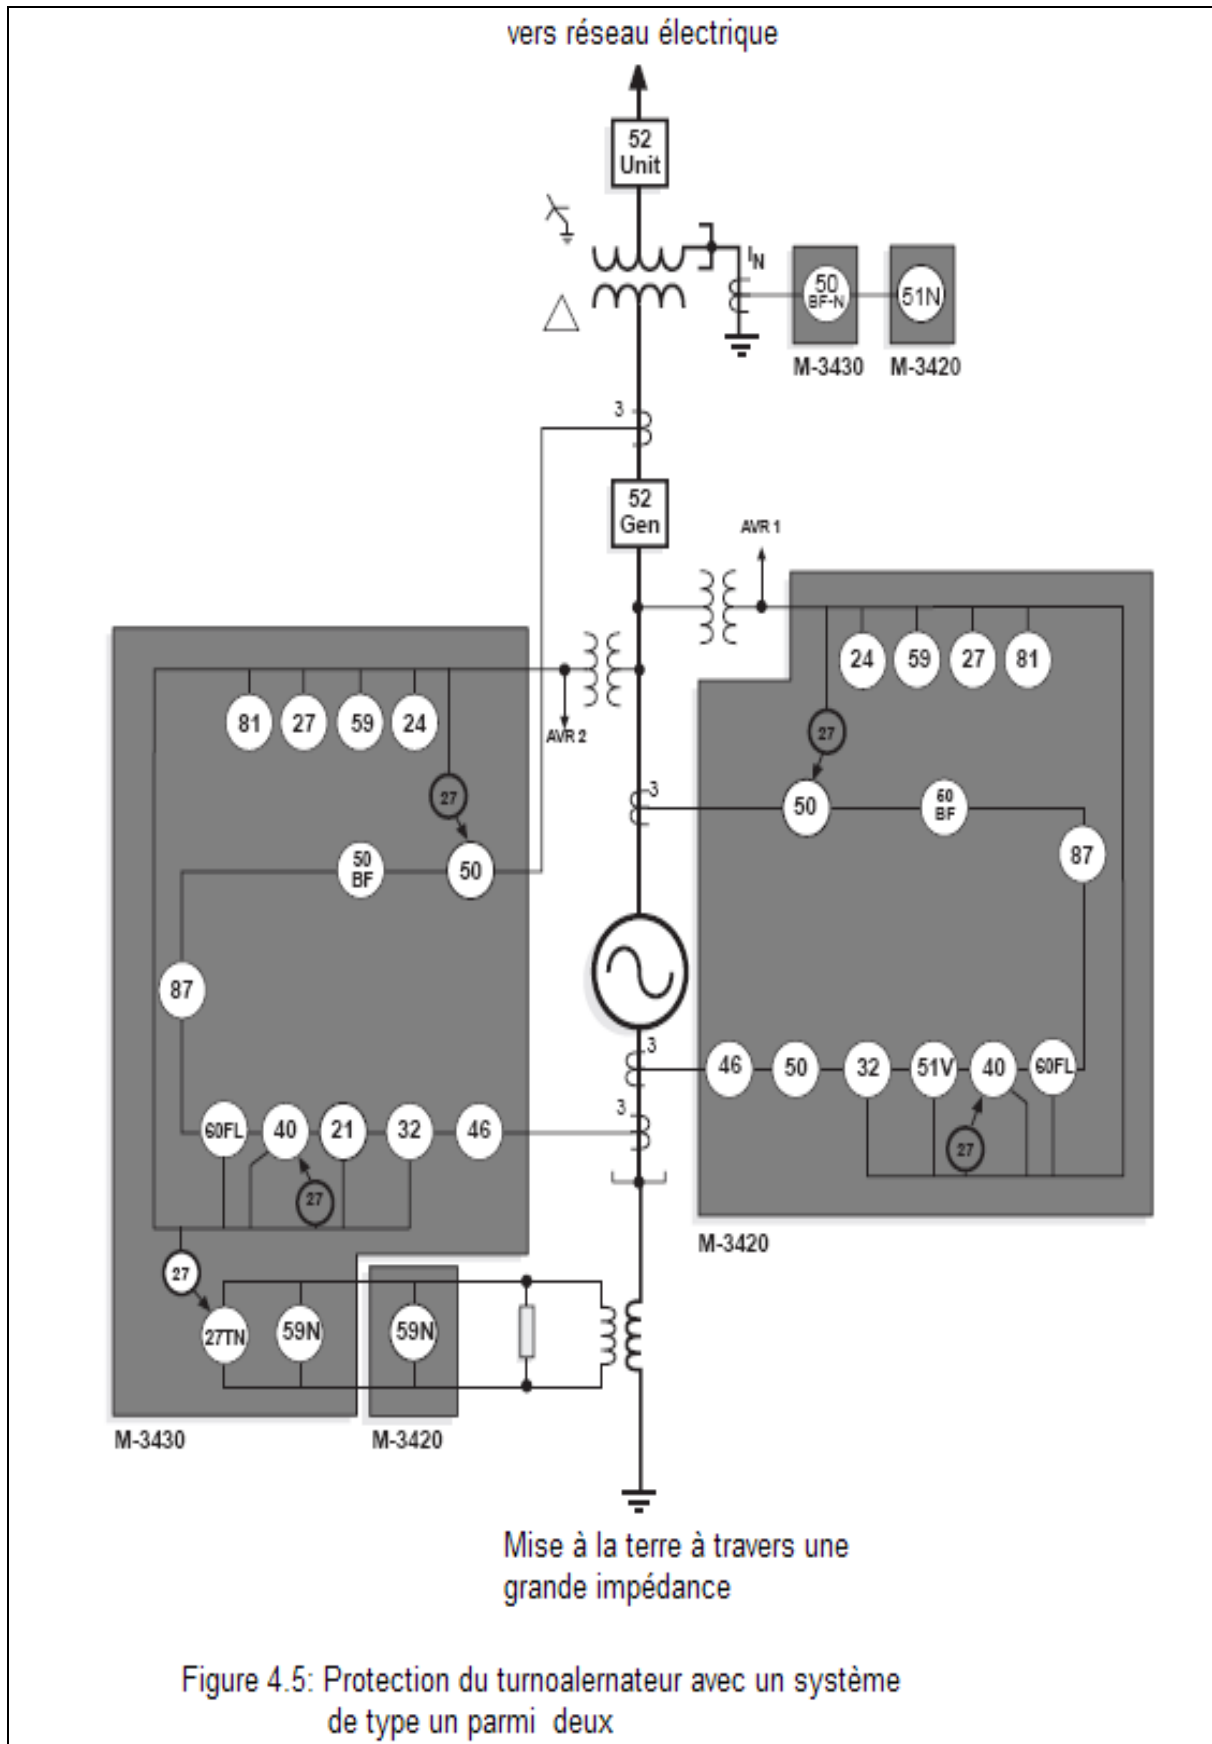 vers réseau électrique
52
Unit
I_N
50
BF-N
51N
M-3430
M-3420
3
52
Gen
AVR 1
24
59
27
81
81
27
59
24
AVR 2
27
27
3
50
60
BF
50
BF
50
87
87
3
46
50
32
51V
40
60FL
3
60FL
40
21
32
46
27
27
M-3420
27
27TN
59N
59N
M-3430
M-3420
Mise à la terre à travers une
grande impédance
Figure 4.5: Protection du turnoalernateur avec un système
de type un parmi deux